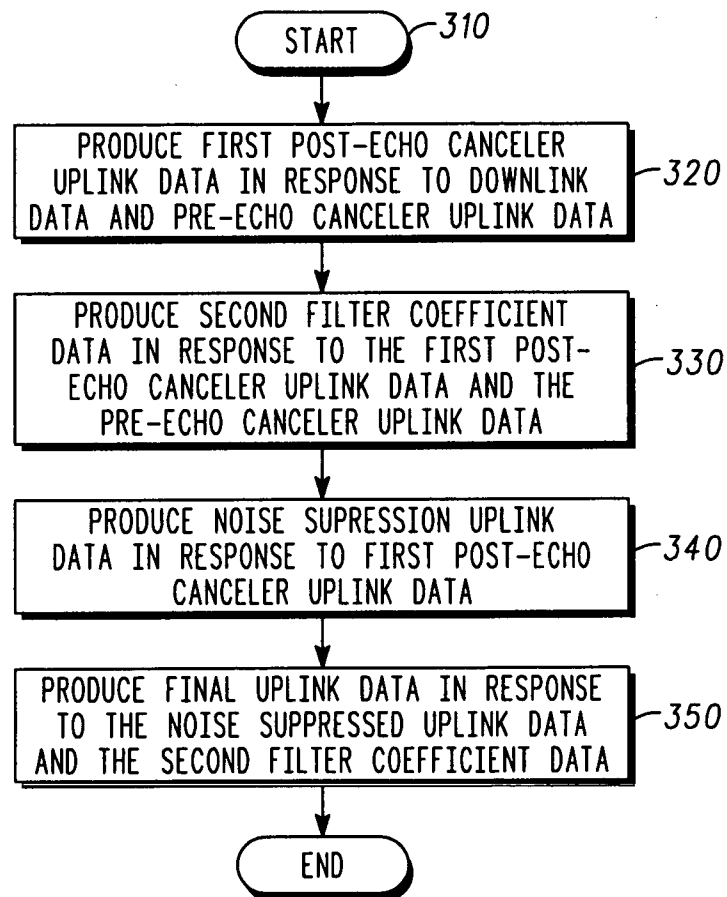 START
310
PRODUCE FIRST POST-ECHO CANCELER
UPLINK DATA IN RESPONSE TO DOWNLINK
DATA AND PRE-ECHO CANCELER UPLINK DATA
320
PRODUCE SECOND FILTER COEFFICIENT
DATA IN RESPONSE TO THE FIRST POST-
ECHO CANCELER UPLINK DATA AND THE
PRE-ECHO CANCELER UPLINK DATA
330
PRODUCE NOISE SUPRESSION UPLINK
DATA IN RESPONSE TO FIRST POST-ECHO
CANCELER UPLINK DATA
340
PRODUCE FINAL UPLINK DATA IN RESPONSE
TO THE NOISE SUPPRESSED UPLINK DATA
AND THE SECOND FILTER COEFFICIENT DATA
350
END